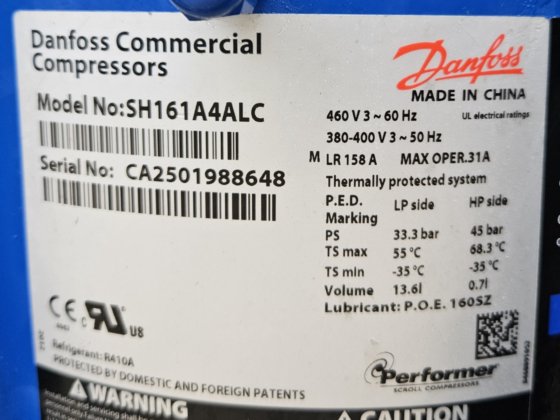 Danfoss Commercial
Compressors
Danfoss
MADE IN CHINA
Model No:SH161A4ALC
460 V 3 ~ 60 Hz UL electrical ratings
380-400 V 3 ~ 50 Hz
Serial No: CA2501988648
M LR 158 A MAX OPER.31A
Thermally protected system
P.E.D. LP side HP side
Marking
PS 33.3 bar 45 bar
TS max 55 °C 68.3 °C
TS min -35 °C -35 °C
Volume 13.6l 0.7l
Lubricant: P.O.E. 160SZ
CE RU US
Refrigerant: R410A
PROTECTED BY DOMESTIC AND FOREIGN PATENTS
Performer
SCROLL COMPRESSORS
WARNING
CAUTION